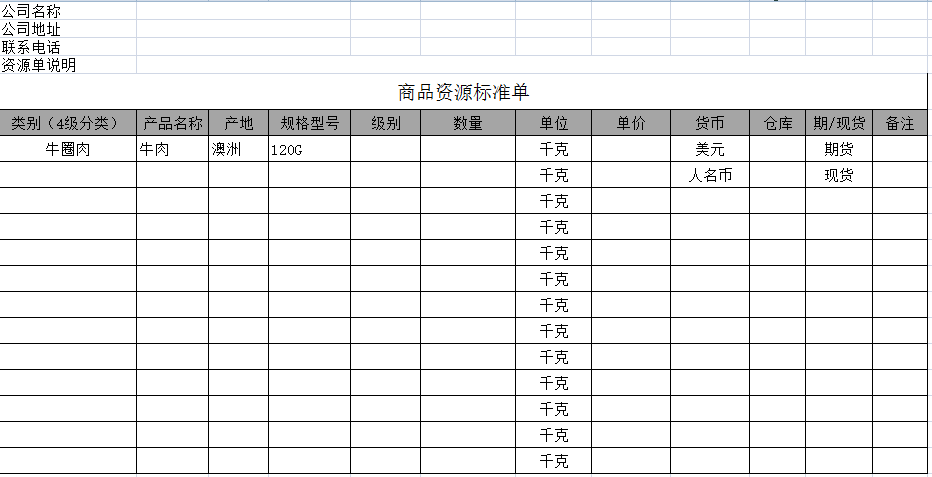 公司名称
公司地址
联系电话
资源单说明
商品资源标准单
类别（4级分类） 产品名称 产地 规格型号 级别 数量 单位 单价 货币 仓库 期/现货 备注
牛圈肉 牛肉 澳洲 120G 千克 美元 期货
千克 人名币 现货
千克
千克
千克
千克
千克
千克
千克
千克
千克
千克
千克